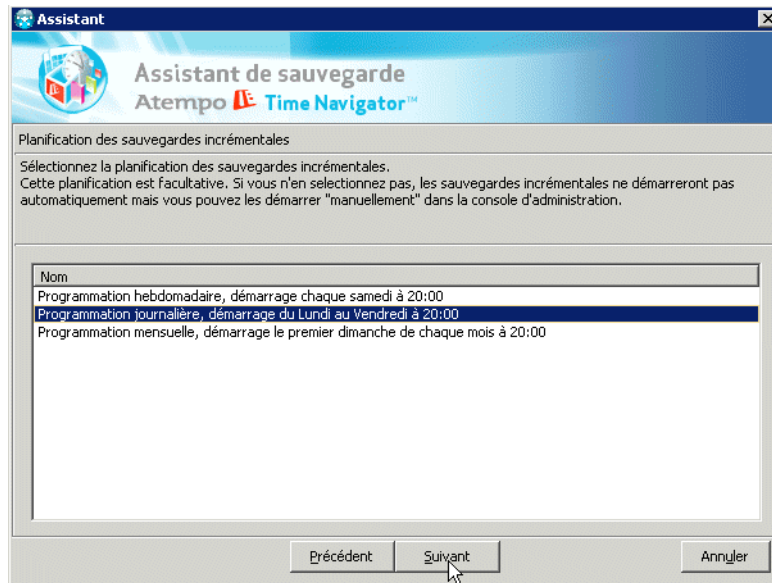 Assistant
Assistant de sauvegarde
Atempo Time Navigator™
Planification des sauvegardes incrémentales
Sélectionnez la planification des sauvegardes incrémentales.
Cette planification est facultative. Si vous n'en selectionnez pas, les sauvegardes incrémentales ne démarreront pas
automatiquement mais vous pouvez les démarrer "manuellement" dans la console d'administration.
Nom
Programmation hebdomadaire, démarrage chaque samedi à 20:00
Programmation journalière, démarrage du Lundi au Vendredi à 20:00
Programmation mensuelle, démarrage le premier dimanche de chaque mois à 20:00
Précédent Suivant Annuler